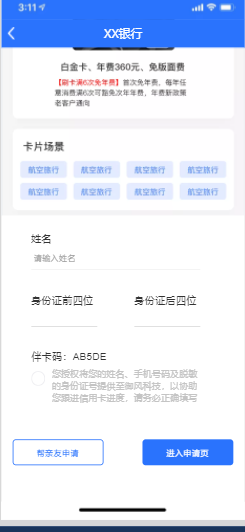 3:11
XX银行
白金卡、年费360元、免版面费
【刷卡满6次免年费】首次免年费，每年任
意消费满6次可豁免次年年费，年费新政策
老客户通向
卡片场景
航空旅行 航空旅行 航空旅行 航空旅行
航空旅行 航空旅行 航空旅行 航空旅行
姓名
请输入姓名
身份证前四位 身份证后四位
伴卡码：AB5DE
您授权将您的姓名、手机号码及脱敏
的身份证号提供至御风科技，以协助
您跟进信用卡进度，请务必正确填写
帮亲友申请 进入申请页